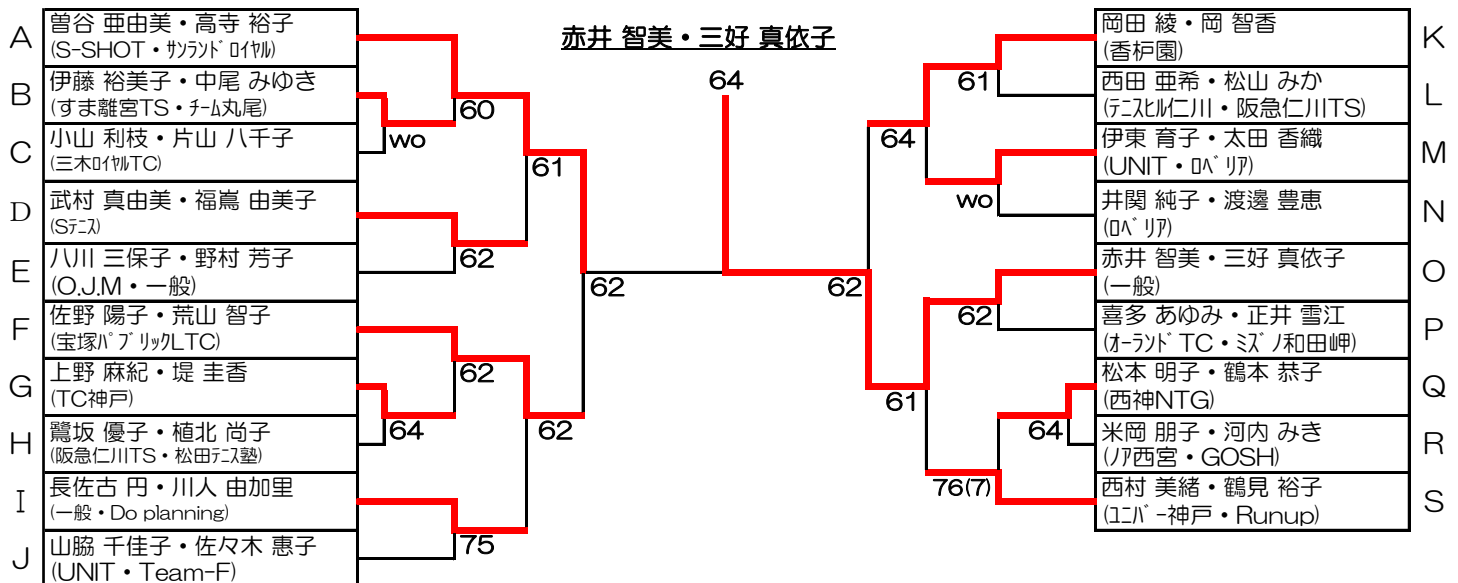 A
曽谷 亜由美・高寺 裕子
(S-SHOT・ｻﾝﾗﾝﾄﾞﾛｲﾔﾙ)
B
伊藤 裕美子・中尾 みゆき
(すま離宮TS・ﾁｰﾑ丸尾)
C
小山 利枝・片山 八千子
(三木ﾛｲﾔﾙTC)
D
武村 真由美・福嶌 由美子
(Sﾃﾆｽ)
E
八川 三保子・野村 芳子
(O.J.M・一般)
F
佐野 陽子・荒山 智子
(宝塚ﾊﾟﾌﾞﾘｯｸLTC)
G
上野 麻紀・堤 圭香
(TC神戸)
H
鷺坂 優子・植北 尚子
(阪急仁川TS・松田ﾃﾆｽ塾)
I
長佐古 円・川人 由加里
(一般・Do planning)
J
山脇 千佳子・佐々木 惠子
(UNIT・Team-F)
60
wo
61
62
62
62
64
62
75
赤井 智美・三好 真依子
64
61
64
wo
62
62
61
64
76(7)
岡田 綾・岡 智香
(香枦園)
K
西田 亜希・松山 みか
(ﾃﾆｽﾋﾙ仁川・阪急仁川TS)
L
伊東 育子・太田 香織
(UNIT・ﾛﾍﾞﾘｱ)
M
井関 純子・渡邊 豊恵
(ﾛﾍﾞﾘｱ)
N
赤井 智美・三好 真依子
(一般)
O
喜多 あゆみ・正井 雪江
(ｵｰﾗﾝﾄﾞTC・ﾐｽﾞﾉ和田岬)
P
松本 明子・鶴本 恭子
(西神NTG)
Q
米岡 朋子・河内 みき
(ﾉｱ西宮・GOSH)
R
西村 美緒・鶴見 裕子
(ﾕﾆﾊﾞｰ神戸・Runup)
S